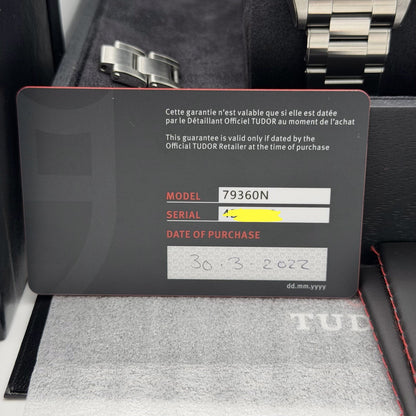 Cette garantie n'est valable que si elle est datée
par le Détaillant Officiel TUDOR au moment de l'achat
This guarantee is valid only if dated by the
Official TUDOR Retailer at the time of purchase
MODEL 79360N
SERIAL
DATE OF PURCHASE
30-3-2022
dd.mm.yyyy
TUDO